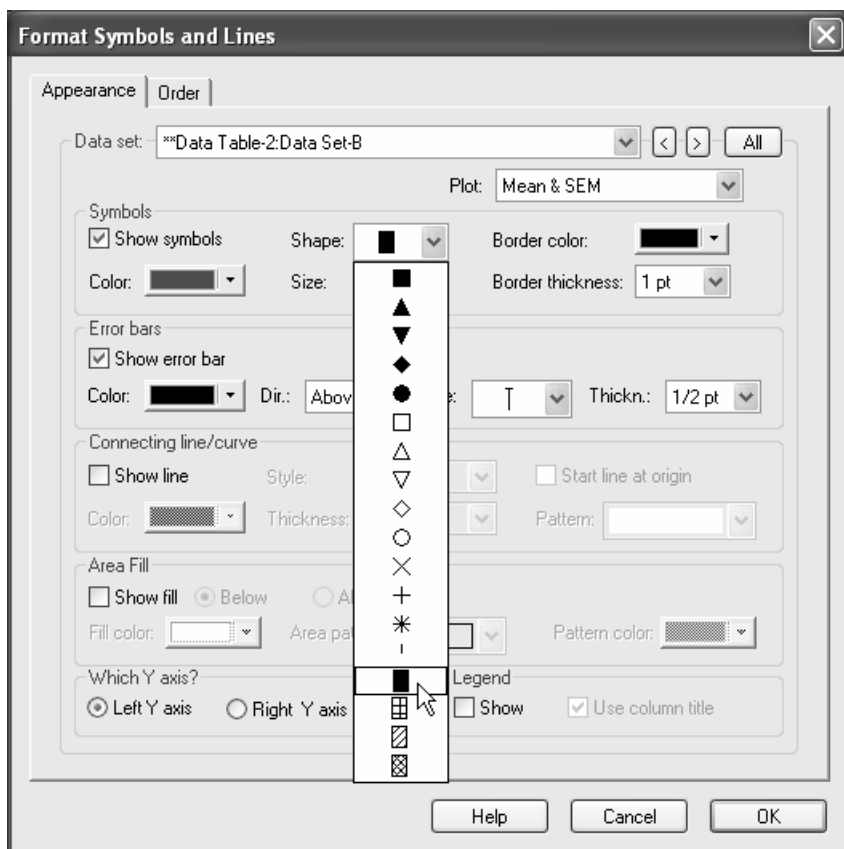 Format Symbols and Lines
Appearance Order
Data set: **Data Table-2:Data Set-B < > All
Plot: Mean & SEM
Symbols
Show symbols Shape: Border color:
Color: Size: Border thickness: 1 pt
Error bars
Show error bar
Color: Dir.: Abov e: Thickn.: 1/2 pt
Connecting line/curve
Show line Style: Start line at origin
Color: Thickness: Pattern:
Area Fill
Show fill Below
Fill color: Area pa Pattern color:
Which Y axis? Legend
Left Y axis Right Y axis Show Use column title
Help Cancel OK